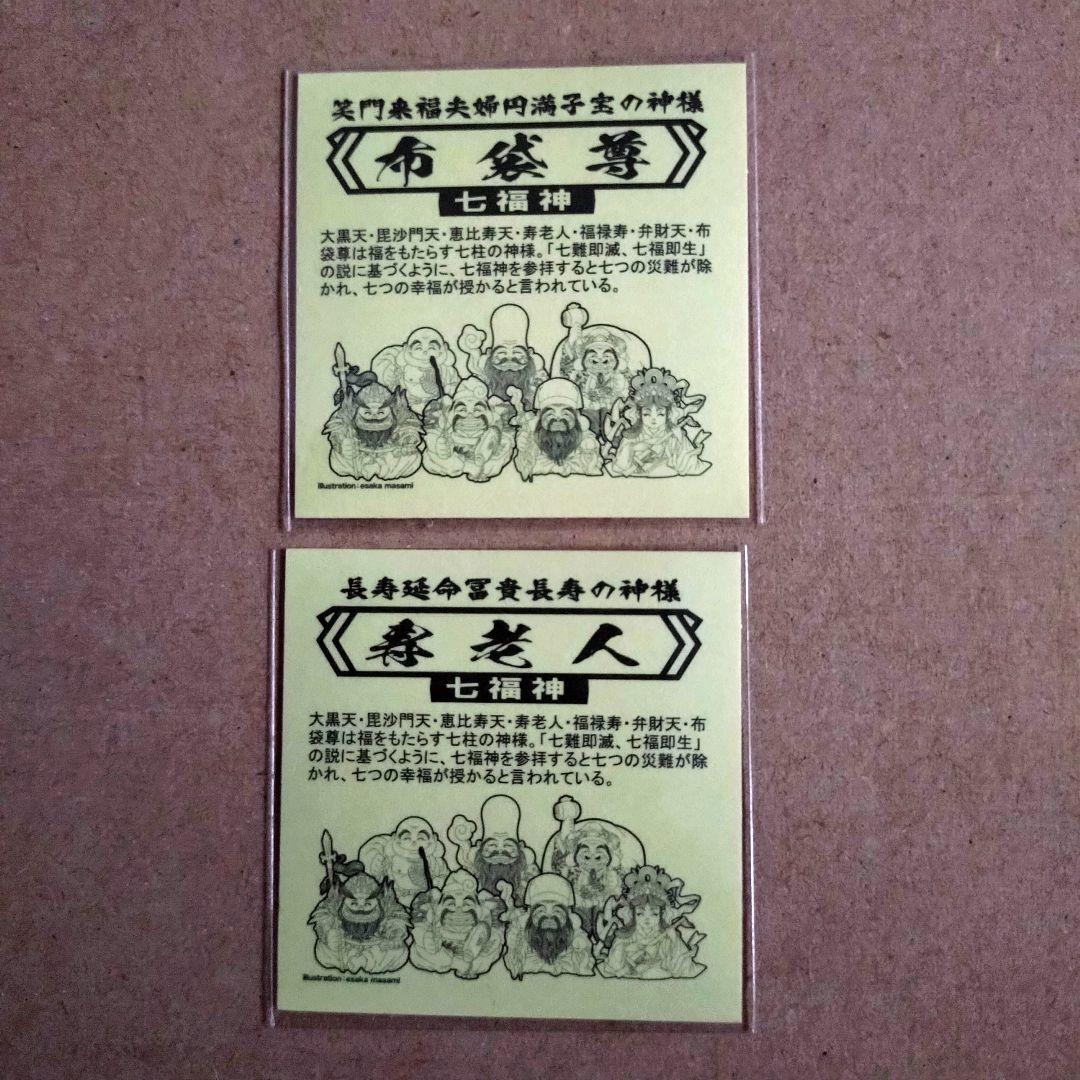 笑門来福夫婦円満子宝の神様
布袋尊
七福神
大黒天・毘沙門天・恵比寿天・寿老人・福禄寿・弁財天・布
袋尊は福をもたらす七柱の神様。「七難即滅、七福即生」
の説に基づくように、七福神を参拝すると七つの災難が除
かれ、七つの幸福が授かると言われている。
illustration：esaka masami
長寿延命冨貴長寿の神様
寿老人
七福神
大黒天・毘沙門天・恵比寿天・寿老人・福禄寿・弁財天・布
袋尊は福をもたらす七柱の神様。「七難即滅、七福即生」
の説に基づくように、七福神を参拝すると七つの災難が除
かれ、七つの幸福が授かると言われている。
illustration：esaka masami